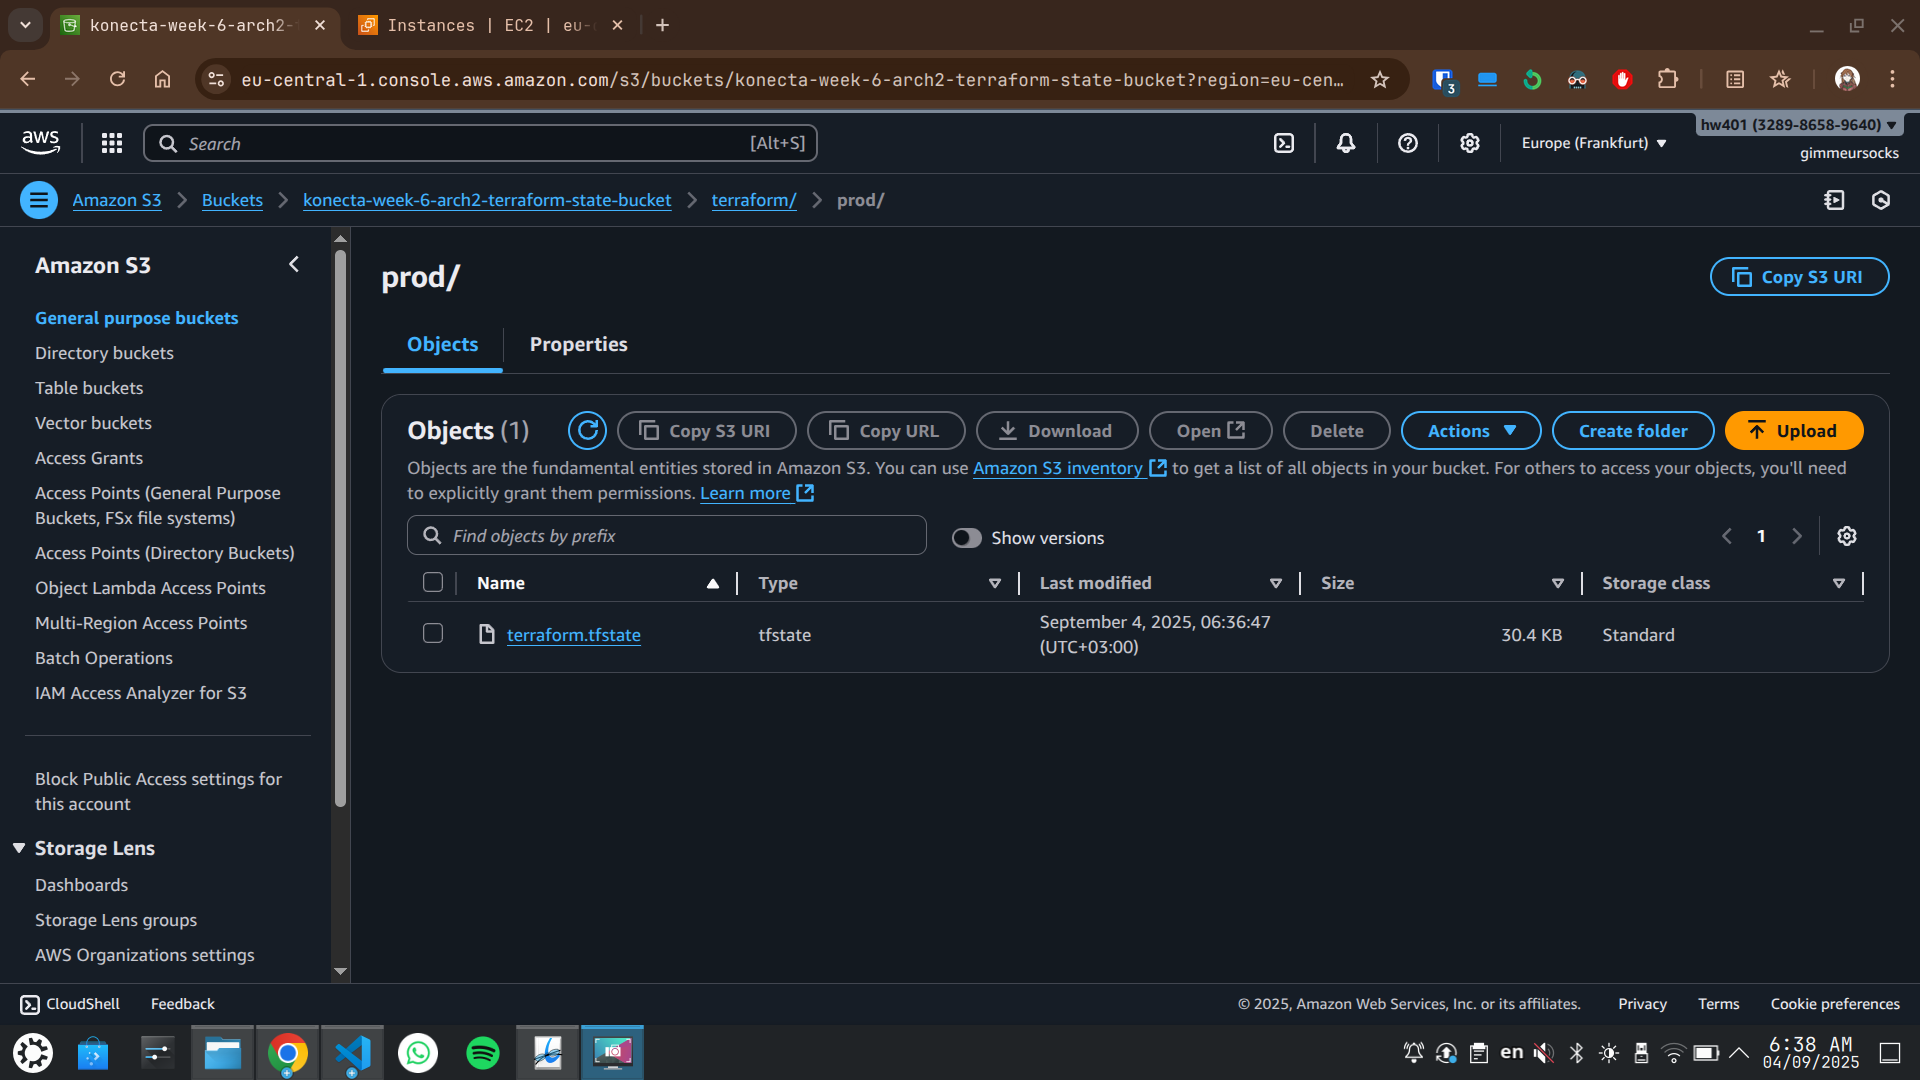 konecta-week-6-arch2-
Instances | EC2 | eu-
eu-central-1.console.aws.amazon.com/s3/buckets/konecta-week-6-arch2-terraform-state-bucket?region=eu-cen...
3
aws
Search
[Alt+S]
Europe (Frankfurt)
hw401 (3289-8658-9640)
gimmeursocks
Amazon S3
Buckets
konecta-week-6-arch2-terraform-state-bucket
terraform/
prod/
Amazon S3
General purpose buckets
Directory buckets
Table buckets
Vector buckets
Access Grants
Access Points (General Purpose
Buckets, FSx file systems)
Access Points (Directory Buckets)
Object Lambda Access Points
Multi-Region Access Points
Batch Operations
IAM Access Analyzer for S3
Block Public Access settings for
this account
Storage Lens
Dashboards
Storage Lens groups
AWS Organizations settings
prod/
Copy S3 URI
Objects
Properties
Objects (1)
Copy S3 URI
Copy URL
Download
Open
Delete
Actions
Create folder
Upload
Objects are the fundamental entities stored in Amazon S3. You can use Amazon S3 inventory to get a list of all objects in your bucket. For others to access your objects, you'll need
to explicitly grant them permissions. Learn more
Find objects by prefix
Show versions
1
Name
Type
Last modified
Size
Storage class
terraform.tfstate
tfstate
September 4, 2025, 06:36:47
(UTC+03:00)
30.4 KB
Standard
CloudShell
Feedback
© 2025, Amazon Web Services, Inc. or its affiliates.
Privacy
Terms
Cookie preferences
en
6:38 AM
04/09/2025